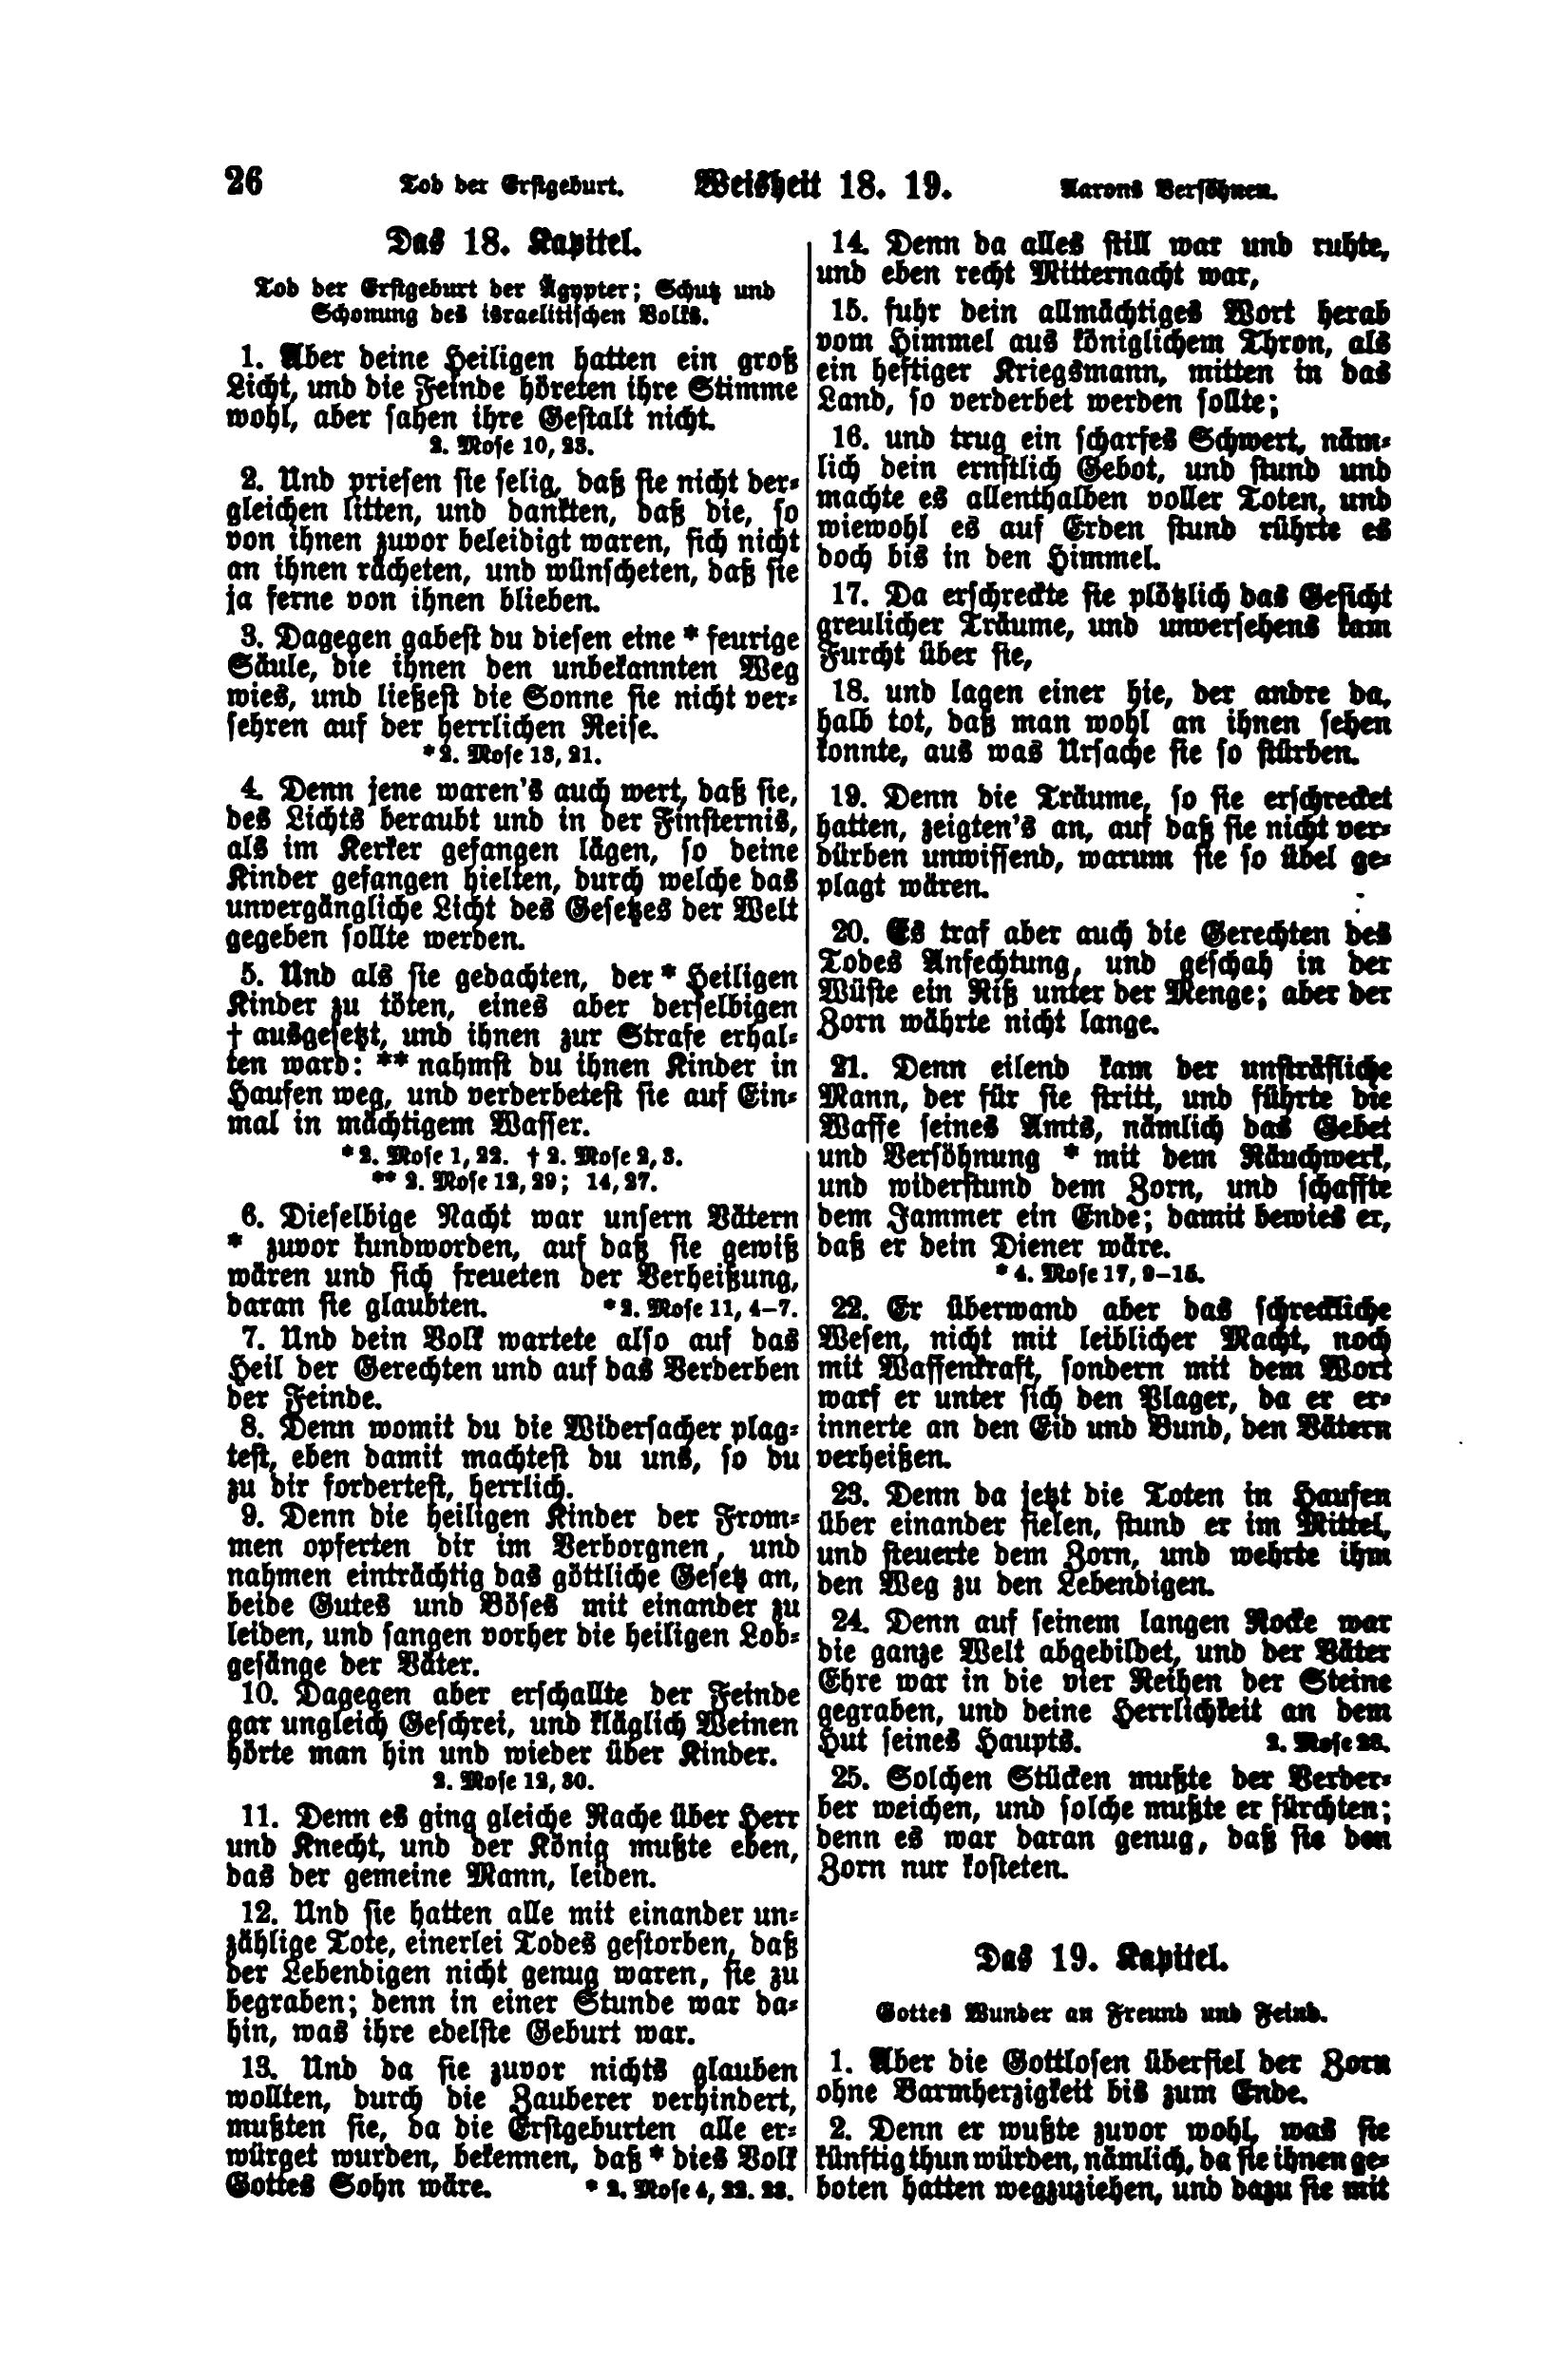 26 Tod der Erstgeburt. Weisheit 18. 19. Aarons Versöhnen.
Das 18. Kapitel.
Tod der Erstgeburt der Ägypter; Schutz und
Schonung des israelitischen Volks.
1. Aber deine Heiligen hatten ein groß
Licht, und die Feinde höreten ihre Stimme
wohl, aber sahen ihre Gestalt nicht.
2. Mose 10, 23.
2. Und priesen sie selig, daß sie nicht der-
gleichen litten, und dankten, daß die, so
von ihnen zuvor beleidigt waren, sich nicht
an ihnen rächeten, und wünscheten, daß sie
ja ferne von ihnen blieben.
3. Dagegen gabest du diesen eine * feurige
Säule, die ihnen den unbekannten Weg
wies, und ließest die Sonne sie nicht ver-
sehren auf der herrlichen Reise.
* 2. Mose 13, 21.
4. Denn jene waren's auch wert, daß sie,
des Lichts beraubt und in der Finsternis,
als im Kerker gefangen lägen, so deine
Kinder gefangen hielten, durch welche das
unvergängliche Licht des Gesetzes der Welt
gegeben sollte werden.
5. Und als sie gedachten, der * Heiligen
Kinder zu töten, eines aber derselbigen
† ausgesetzt, und ihnen zur Strafe erhal-
ten ward: ** nahmst du ihnen Kinder in
Haufen weg, und verderbetest sie auf Ein-
mal in mächtigem Wasser.
* 2. Mose 1, 22. † 2. Mose 2, 3.
** 2. Mose 12, 29; 14, 27.
6. Dieselbige Nacht war unsern Vätern
* zuvor kundworden, auf daß sie gewiß
wären und sich freueten der Verheißung,
daran sie glaubten. * 2. Mose 11, 4–7.
7. Und dein Volk wartete also auf das
Heil der Gerechten und auf das Verderben
der Feinde.
8. Denn womit du die Widersacher plag-
test, eben damit machtest du uns, so du
zu dir fordertest, herrlich.
9. Denn die heiligen Kinder der From-
men opferten dir im Verborgnen, und
nahmen einträchtig das göttliche Gesetz an,
beide Gutes und Böses mit einander zu
leiden, und sangen vorher die heiligen Lob-
gesänge der Väter.
10. Dagegen aber erschallte der Feinde
gar ungleich Geschrei, und kläglich Weinen
hörte man hin und wieder über Kinder.
2. Mose 12, 30.
11. Denn es ging gleiche Rache über Herr
und Knecht, und der König mußte eben,
das der gemeine Mann, leiden.
12. Und sie hatten alle mit einander un-
zählige Tote, einerlei Todes gestorben, daß
der Lebendigen nicht genug waren, sie zu
begraben; denn in einer Stunde war da-
hin, was ihre edelste Geburt war.
13. Und da sie zuvor nichts glauben
wollten, durch die Zauberer verhindert,
mußten sie, da die Erstgeburten alle er-
würget wurden, bekennen, daß * dies Volk
Gottes Sohn wäre. * 2. Mose 4, 22. 23.
14. Denn da alles still war und ruhte,
und eben recht Mitternacht war,
15. fuhr dein allmächtiges Wort herab
vom Himmel aus königlichem Thron, als
ein heftiger Kriegsmann, mitten in das
Land, so verderbet werden sollte;
16. und trug ein scharfes Schwert, näm-
lich dein ernstlich Gebot, und stund und
machte es allenthalben voller Toten, und
wiewohl es auf Erden stund rührte es
doch bis in den Himmel.
17. Da erschreckte sie plötzlich das Gesicht
greulicher Träume, und unversehens kam
Furcht über sie,
18. und lagen einer hie, der andre da,
halb tot, daß man wohl an ihnen sehen
konnte, aus was Ursache sie so stürben.
19. Denn die Träume, so sie erschrecket
hatten, zeigten's an, auf daß sie nicht ver-
dürben unwissend, warum sie so übel ge-
plagt wären.
20. Es traf aber auch die Gerechten des
Todes Anfechtung, und geschah in der
Wüste ein Riß unter der Menge; aber der
Zorn währte nicht lange.
21. Denn eilend kam der unsträfliche
Mann, der für sie stritt, und führte die
Waffe seines Amts, nämlich das Gebet
und Versöhnung * mit dem Räuchwerk,
und widerstund dem Zorn, und schaffte
dem Jammer ein Ende; damit bewies er,
daß er dein Diener wäre.
* 4. Mose 17, 9–15.
22. Er überwand aber das schreckliche
Wesen, nicht mit leiblicher Macht, noch
mit Waffenkraft, sondern mit dem Wort
warf er unter sich den Plager, da er er-
innerte an den Eid und Bund, den Vätern
verheißen.
23. Denn da jetzt die Toten in Haufen
über einander fielen, stund er im Mittel,
und steuerte dem Zorn, und wehrte ihm
den Weg zu den Lebendigen.
24. Denn auf seinem langen Rocke war
die ganze Welt abgebildet, und der Väter
Ehre war in die vier Reihen der Steine
gegraben, und deine Herrlichkeit an dem
Hut seines Haupts. 2. Mose 28.
25. Solchen Stücken mußte der Verder-
ber weichen, und solche mußte er fürchten;
denn es war daran genug, daß sie den
Zorn nur kosteten.
Das 19. Kapitel.
Gottes Wunder an Freund und Feind.
1. Aber die Gottlosen überfiel der Zorn
ohne Barmherzigkeit bis zum Ende.
2. Denn er wußte zuvor wohl, was sie
künftig thun würden, nämlich, da sie ihnen ge-
boten hatten wegzuziehen, und dazu sie mit